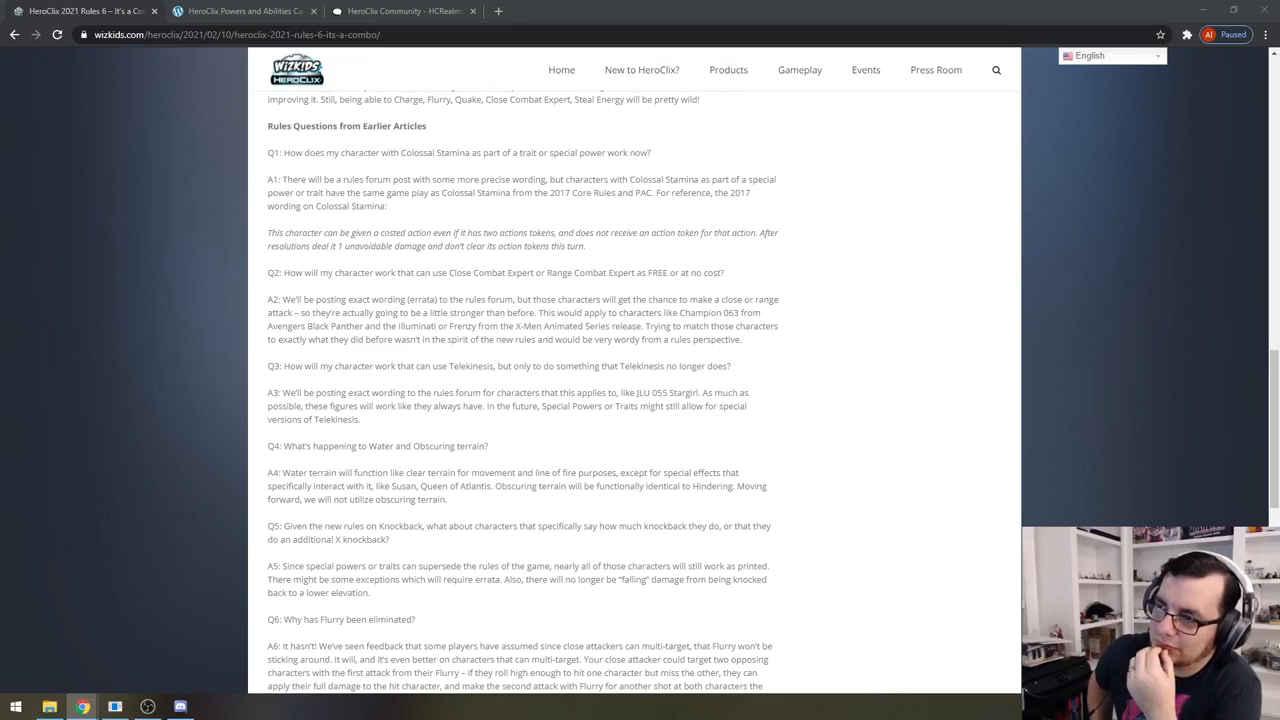 HeroClix 2021 Rules 6 – It's a Co
HeroClix Powers and Abilities Ca
HeroClix Community - HCRealm
wizkids.com/heroclix/2021/02/10/heroclix-2021-rules-6-its-a-combo/
AI Paused
WIZKIDS
HEROCLIX
Home New to HeroClix? Products Gameplay Events Press Room
English
improving it. Still, being able to Charge, Flurry, Quake, Close Combat Expert, Steal Energy will be pretty wild!
Rules Questions from Earlier Articles
Q1: How does my character with Colossal Stamina as part of a trait or special power work now?
A1: There will be a rules forum post with some more precise wording, but characters with Colossal Stamina as part of a special
power or trait have the same game play as Colossal Stamina from the 2017 Core Rules and PAC. For reference, the 2017
wording on Colossal Stamina:
This character can be given a costed action even if it has two actions tokens, and does not receive an action token for that action. After
resolutions deal it 1 unavoidable damage and don't clear its action tokens this turn.
Q2: How will my character work that can use Close Combat Expert or Range Combat Expert as FREE or at no cost?
A2: We'll be posting exact wording (errata) to the rules forum, but those characters will get the chance to make a close or range
attack – so they're actually going to be a little stronger than before. This would apply to characters like Champion 063 from
Avengers Black Panther and the Illuminati or Frenzy from the X-Men Animated Series release. Trying to match those characters
to exactly what they did before wasn't in the spirit of the new rules and would be very wordy from a rules perspective.
Q3: How will my character work that can use Telekinesis, but only to do something that Telekinesis no longer does?
A3: We'll be posting exact wording to the rules forum for characters that this applies to, like JLU 055 Stargirl. As much as
possible, these figures will work like they always have. In the future, Special Powers or Traits might still allow for special
versions of Telekinesis.
Q4: What's happening to Water and Obscuring terrain?
A4: Water terrain will function like clear terrain for movement and line of fire purposes, except for special effects that
specifically interact with it, like Susan, Queen of Atlantis. Obscuring terrain will be functionally identical to Hindering. Moving
forward, we will not utilize obscuring terrain.
Q5: Given the new rules on Knockback, what about characters that specifically say how much knockback they do, or that they
do an additional X knockback?
A5: Since special powers or traits can supersede the rules of the game, nearly all of those characters will still work as printed.
There might be some exceptions which will require errata. Also, there will no longer be "falling" damage from being knocked
back to a lower elevation.
Q6: Why has Flurry been eliminated?
A6: It hasn't! We've seen feedback that some players have assumed since close attackers can multi-target, that Flurry won't be
sticking around. It will, and it's even better on characters that can multi-target. Your close attacker could target two opposing
characters with the first attack from their Flurry – if they roll high enough to hit one character but miss the other, they can
apply their full damage to the hit character, and make the second attack with Flurry for another shot at both characters the